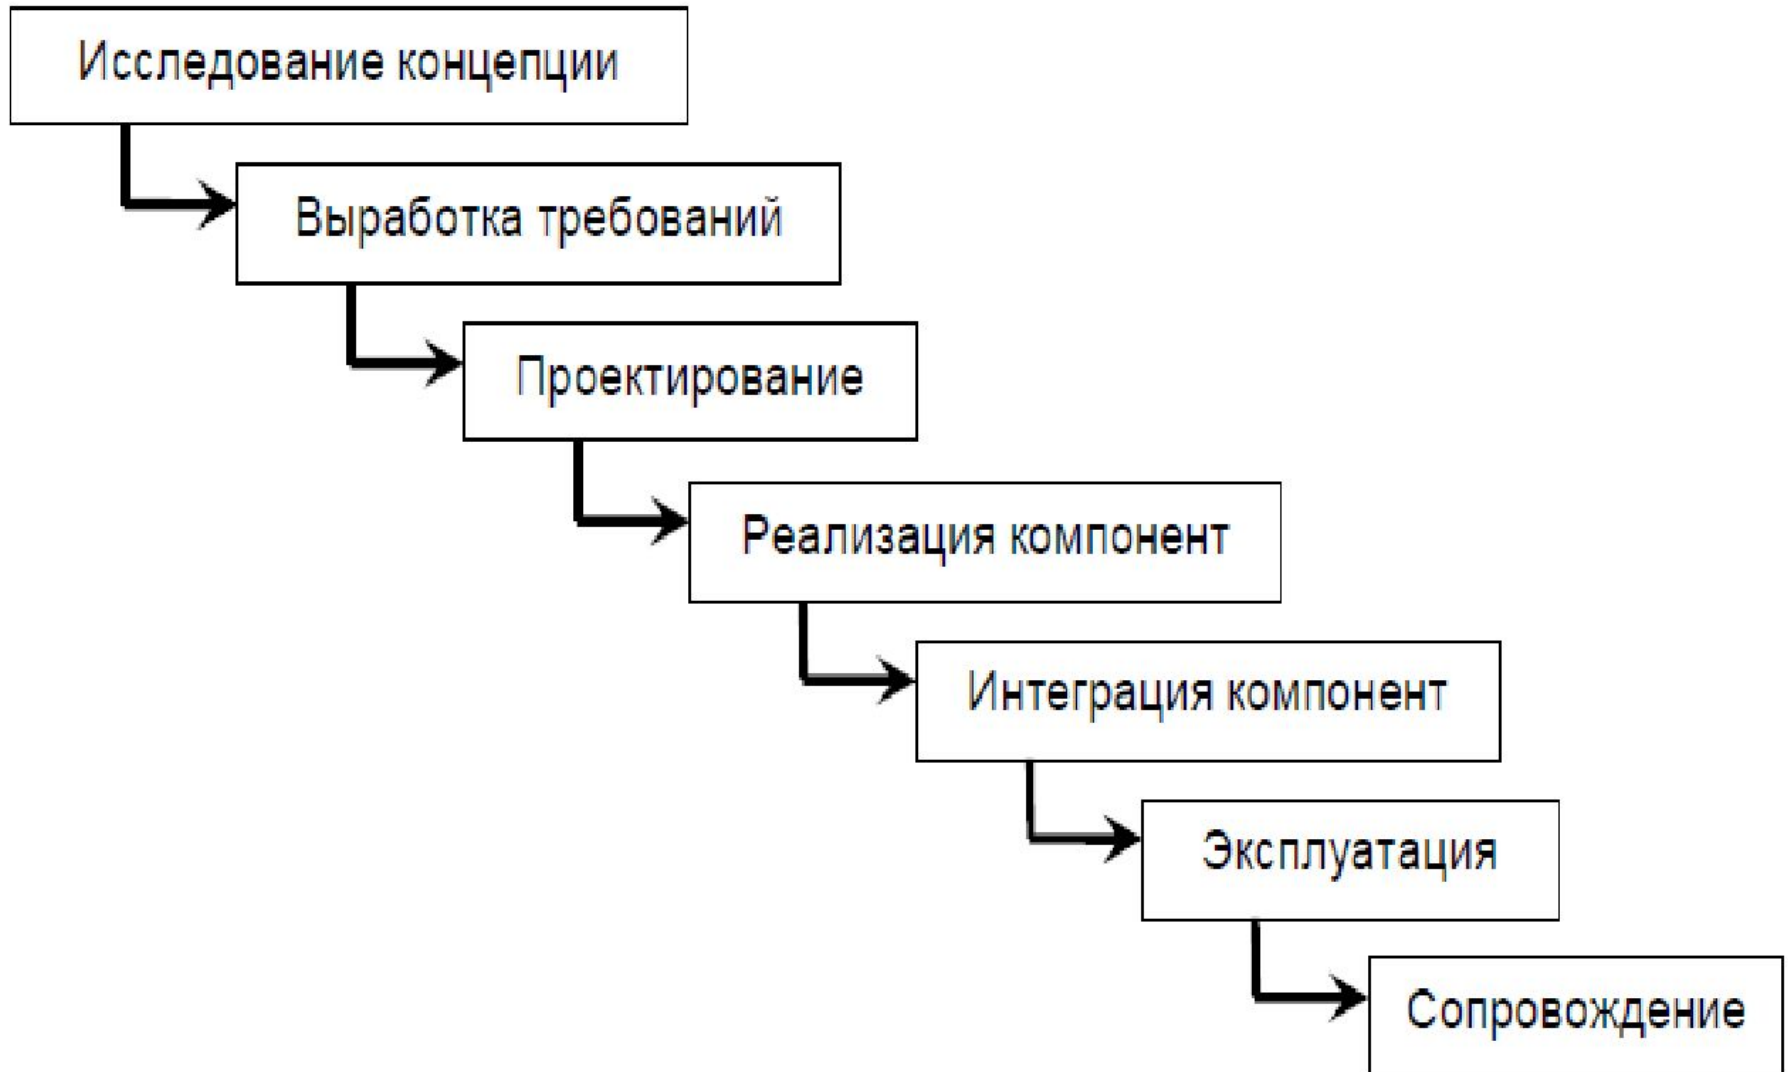 Исследование концепции
Выработка требований
Проектирование
Реализация компонент
Интеграция компонент
Эксплуатация
Сопровождение